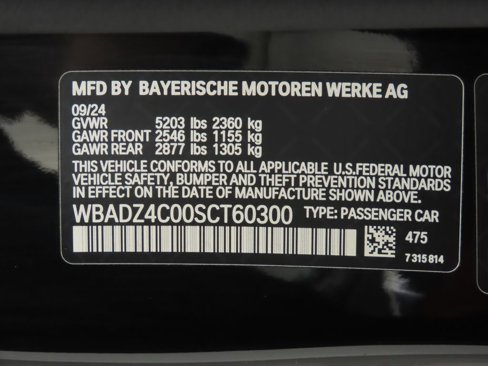 MFD BY BAYERISCHE MOTOREN WERKE AG
09/24
GVWR 5203 lbs 2360 kg
GAWR FRONT 2546 lbs 1155 kg
GAWR REAR 2877 lbs 1305 kg
THIS VEHICLE CONFORMS TO ALL APPLICABLE U.S.FEDERAL MOTOR
VEHICLE SAFETY, BUMPER AND THEFT PREVENTION STANDARDS
IN EFFECT ON THE DATE OF MANUFACTURE SHOWN ABOVE.
WBADZ4C00SCT60300 TYPE: PASSENGER CAR
475
7 315 814